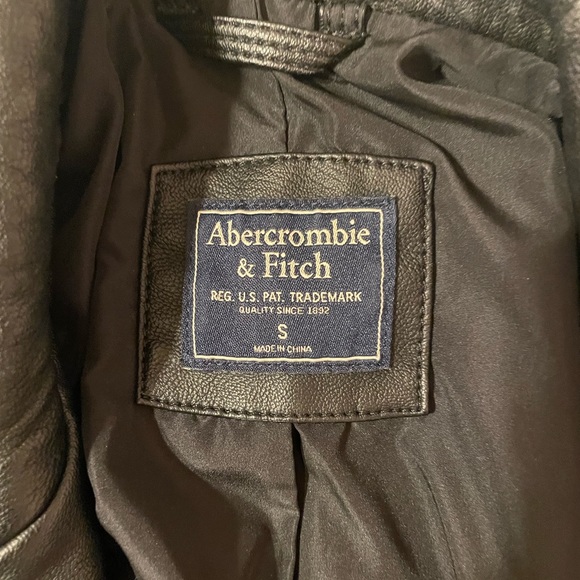 Abercrombie
& Fitch
REG. U.S. PAT. TRADEMARK
QUALITY SINCE 1892
S
MADE IN CHINA